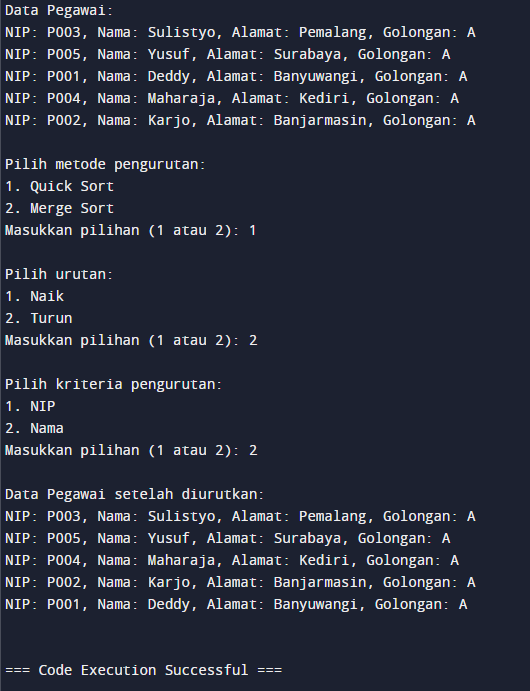 Data Pegawai:
NIP: P003, Nama: Sulistyo, Alamat: Pemalang, Golongan: A
NIP: P005, Nama: Yusuf, Alamat: Surabaya, Golongan: A
NIP: P001, Nama: Deddy, Alamat: Banyuwangi, Golongan: A
NIP: P004, Nama: Maharaja, Alamat: Kediri, Golongan: A
NIP: P002, Nama: Karjo, Alamat: Banjarmasin, Golongan: A

Pilih metode pengurutan:
1. Quick Sort
2. Merge Sort
Masukkan pilihan (1 atau 2): 1

Pilih urutan:
1. Naik
2. Turun
Masukkan pilihan (1 atau 2): 2

Pilih kriteria pengurutan:
1. NIP
2. Nama
Masukkan pilihan (1 atau 2): 2

Data Pegawai setelah diurutkan:
NIP: P003, Nama: Sulistyo, Alamat: Pemalang, Golongan: A
NIP: P005, Nama: Yusuf, Alamat: Surabaya, Golongan: A
NIP: P004, Nama: Maharaja, Alamat: Kediri, Golongan: A
NIP: P002, Nama: Karjo, Alamat: Banjarmasin, Golongan: A
NIP: P001, Nama: Deddy, Alamat: Banyuwangi, Golongan: A

=== Code Execution Successful ===